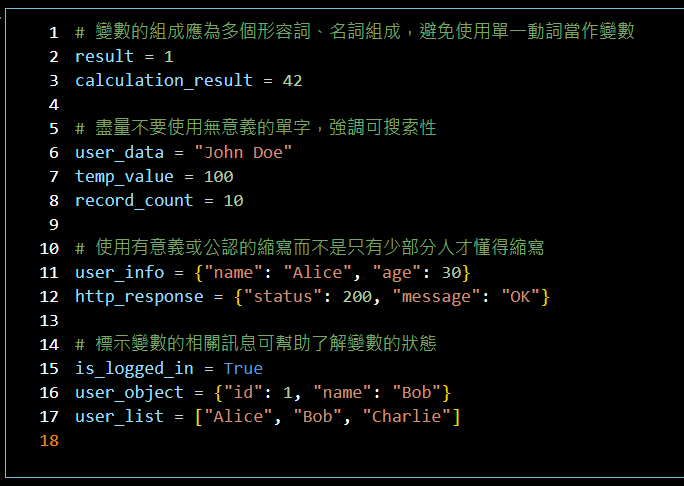 1 # 變數的組成應為多個形容詞、名詞組成，避免使用單一動詞當作變數
2 result = 1
3 calculation_result = 42
4
5 # 盡量不要使用無意義的單字，強調可搜索性
6 user_data = "John Doe"
7 temp_value = 100
8 record_count = 10
9
10 # 使用有意義或公認的縮寫而不是只有少部分人才懂得縮寫
11 user_info = {"name": "Alice", "age": 30}
12 http_response = {"status": 200, "message": "OK"}
13
14 # 標示變數的相關訊息可幫助了解變數的狀態
15 is_logged_in = True
16 user_object = {"id": 1, "name": "Bob"}
17 user_list = ["Alice", "Bob", "Charlie"]
18